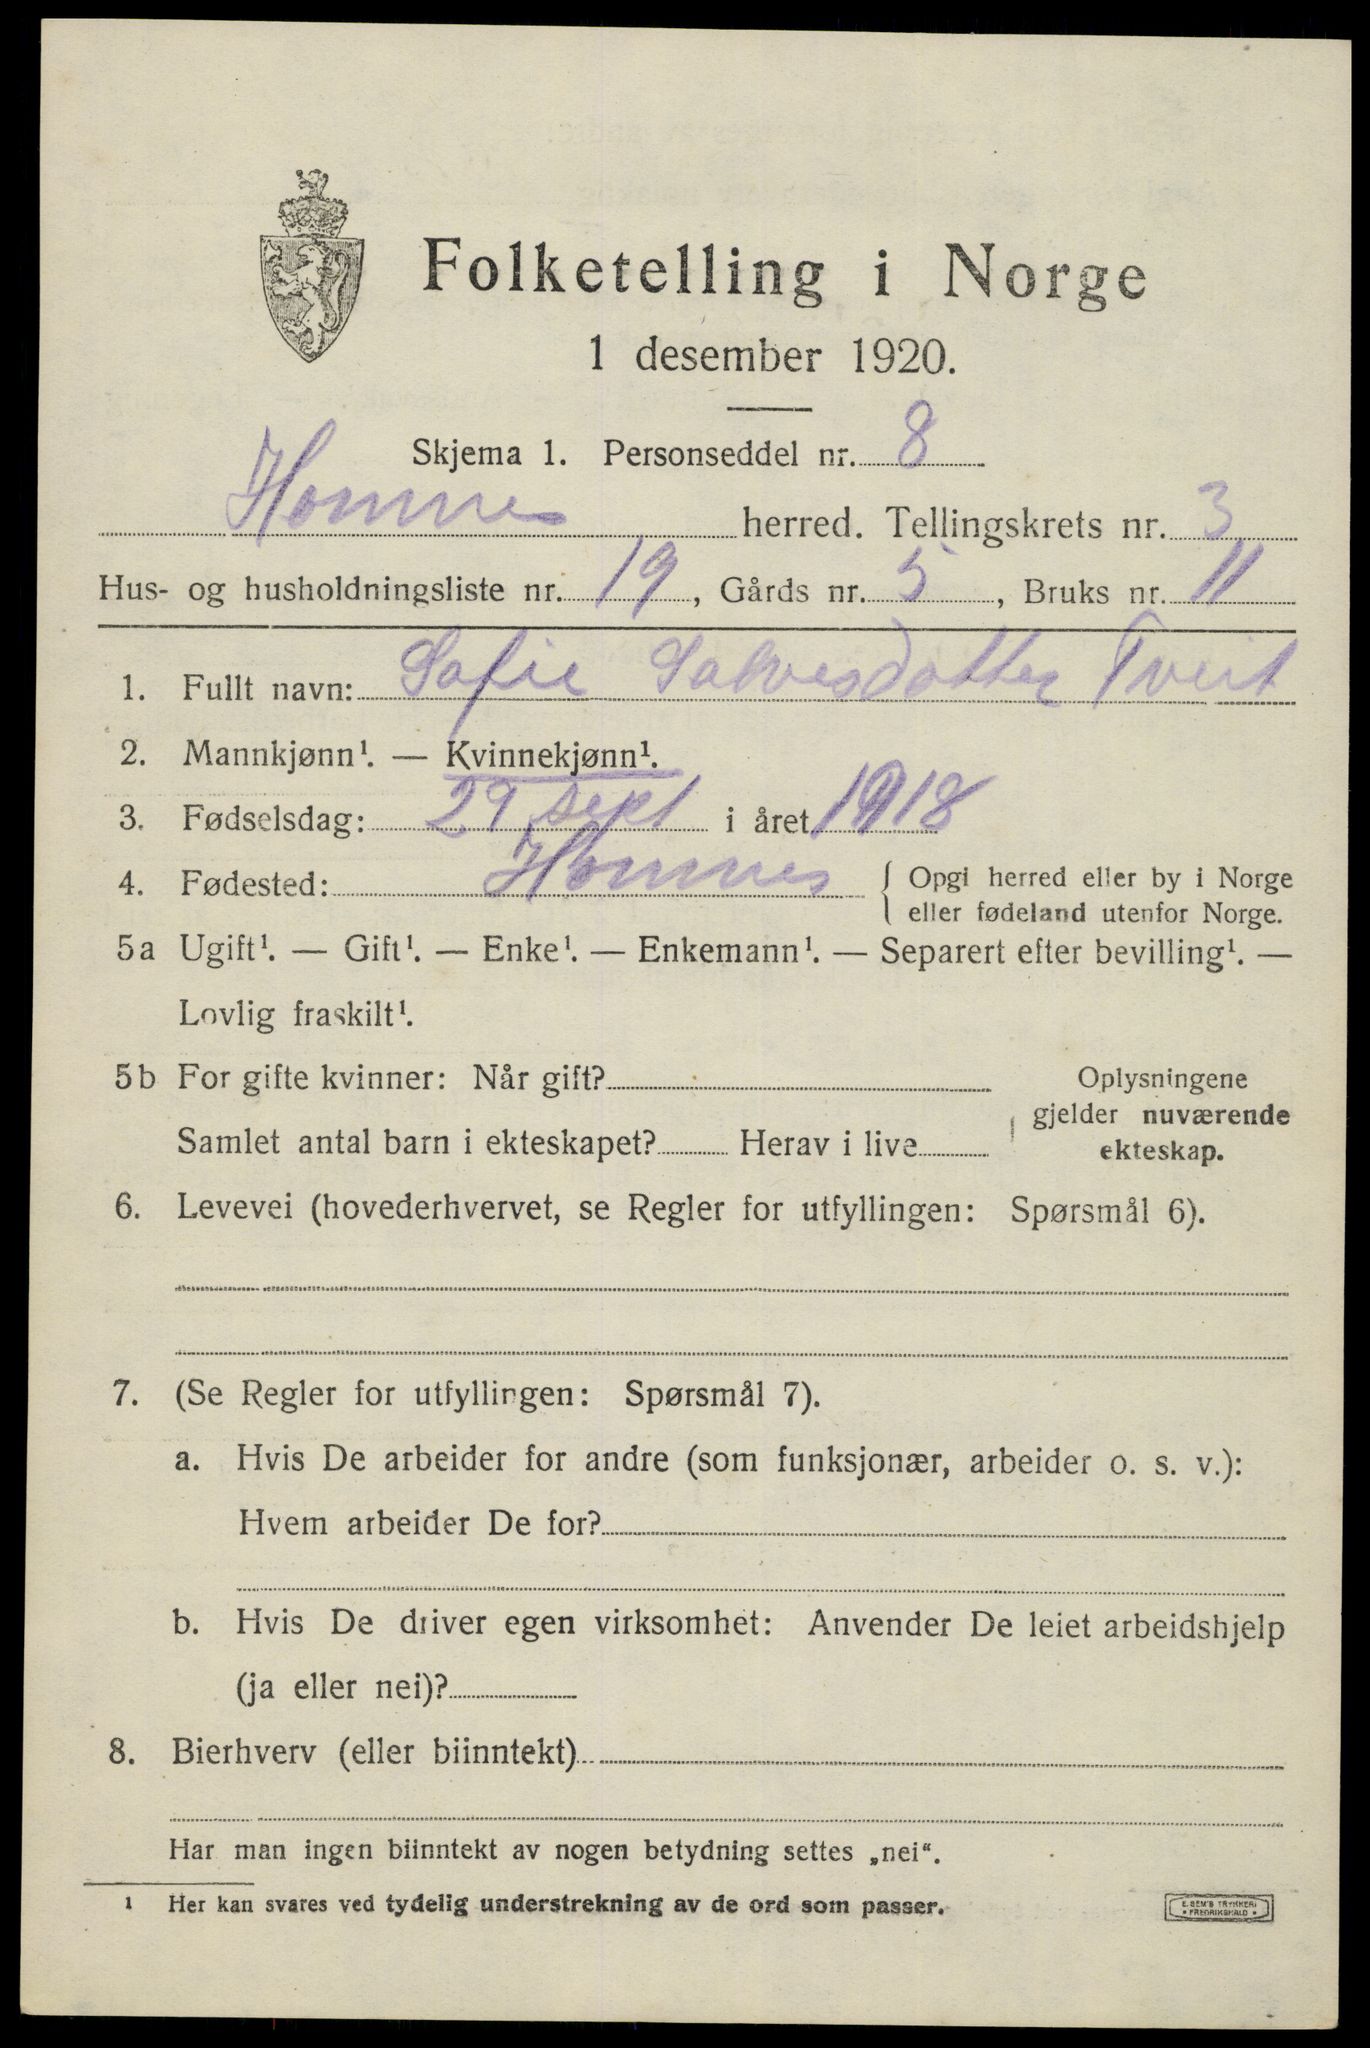 Folketelling i Norge
1 desember 1920.
Skjema 1. Personseddel nr. 8
Homnes herred. Tellingskrets nr. 3
Hus- og husholdningsliste nr. 19, Gårds nr. 5, Bruks nr. 11
1. Fullt navn: Sofie Salvesdotter Tveit
2. Mannkjønn¹. — Kvinnekjønn¹.
3. Fødselsdag: 29 sept i året 1918
4. Fødested: Homnes { Opgi herred eller by i Norge
eller fødeland utenfor Norge.
5a Ugift¹. — Gift¹. — Enke¹. — Enkemann¹. — Separert efter bevilling¹. —
Lovlig fraskilt¹.
5b For gifte kvinner: Når gift? Oplysningene
gjelder nuværende
Samlet antal barn i ekteskapet? Herav i live
ekteskap.
6. Levevei (hovederhvervet, se Regler for utfyllingen: Spørsmål 6).
7. (Se Regler for utfyllingen: Spørsmål 7).
a. Hvis De arbeider for andre (som funksjonær, arbeider o. s. v.):
Hvem arbeider De for?
b. Hvis De driver egen virksomhet: Anvender De leiet arbeidshjelp
(ja eller nei)?
8. Bierhverv (eller biinntekt)
Har man ingen biinntekt av nogen betydning settes „nei“.
1 Her kan svares ved tydelig understrekning av de ord som passer.
E. SEM'S TRYKKERI
• FREDRIKSHALD •